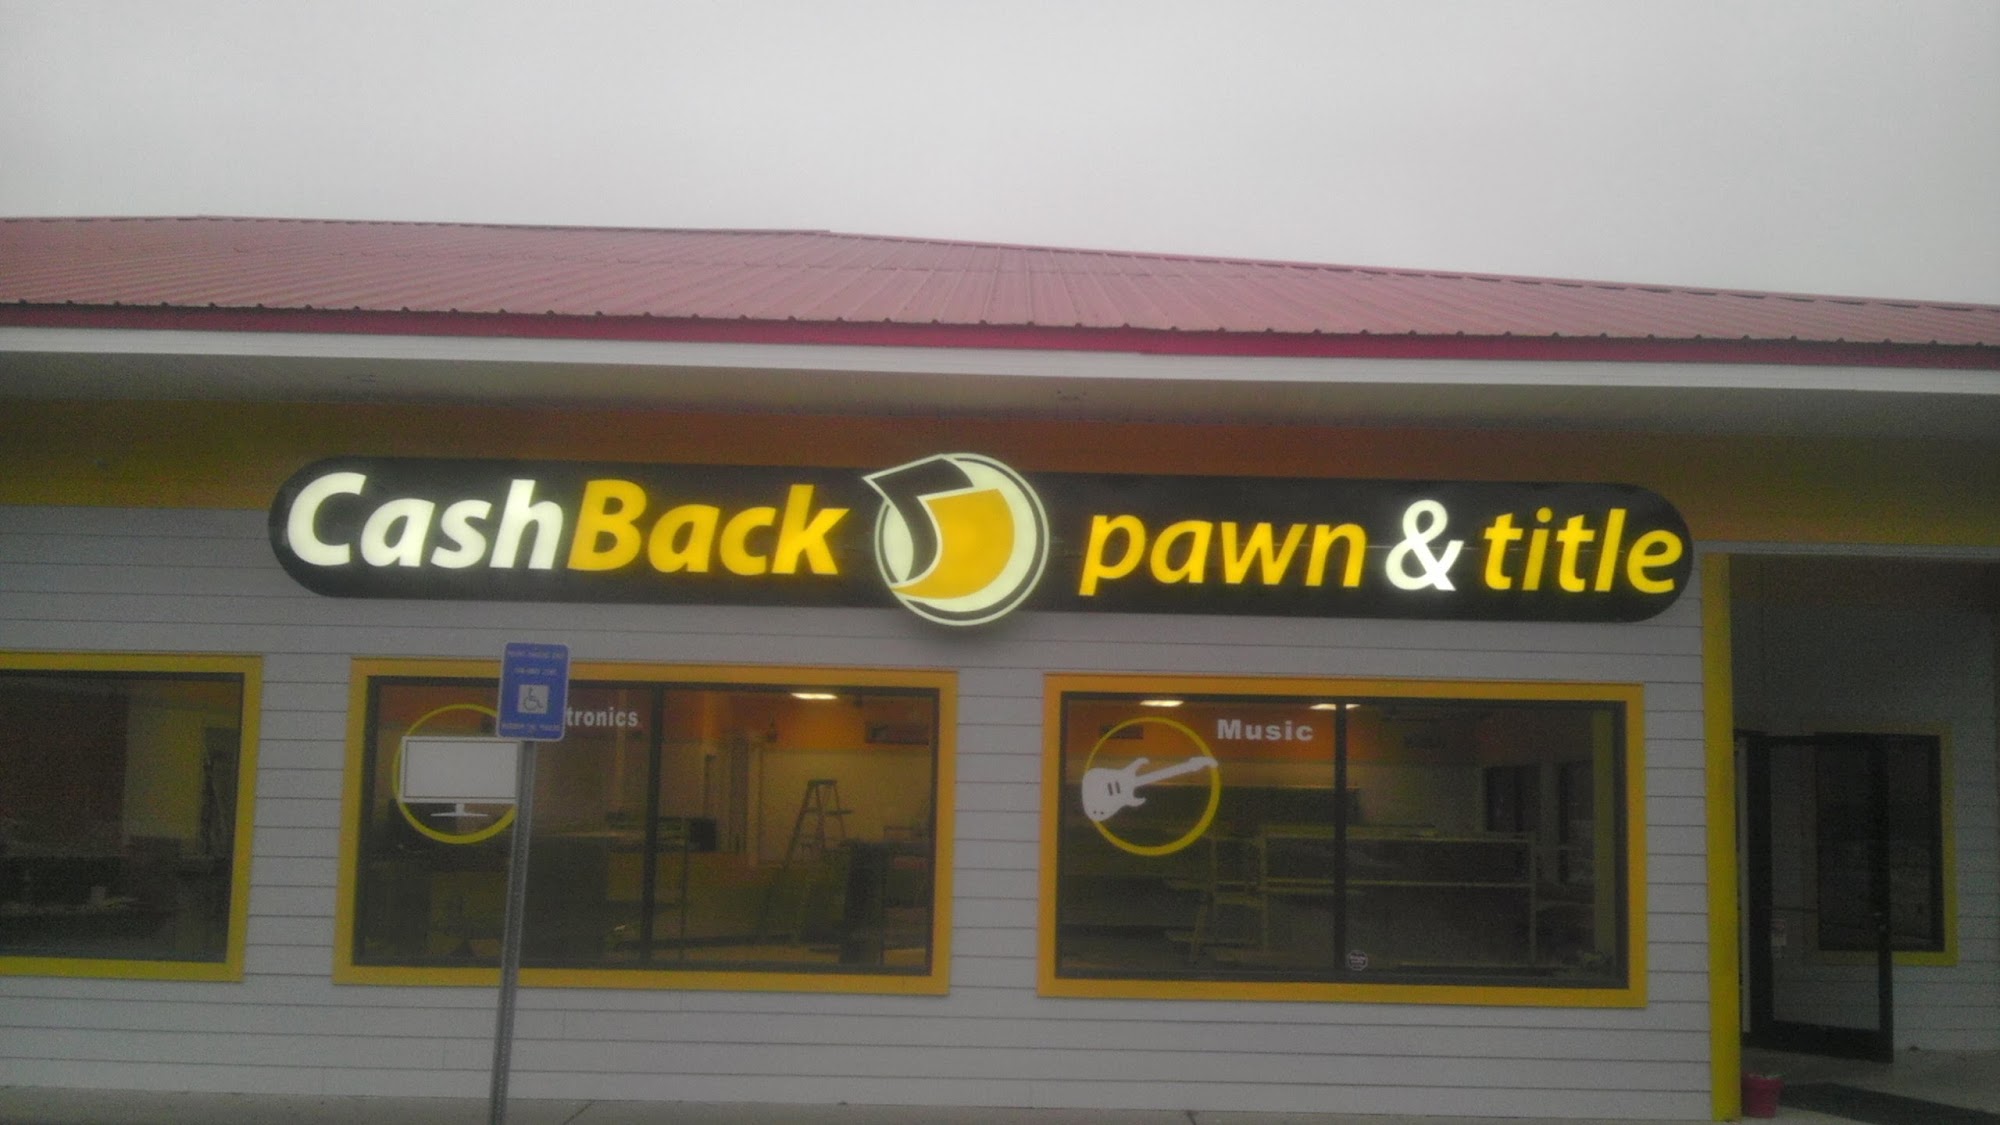 CashBack pawn & title
tronics
Music